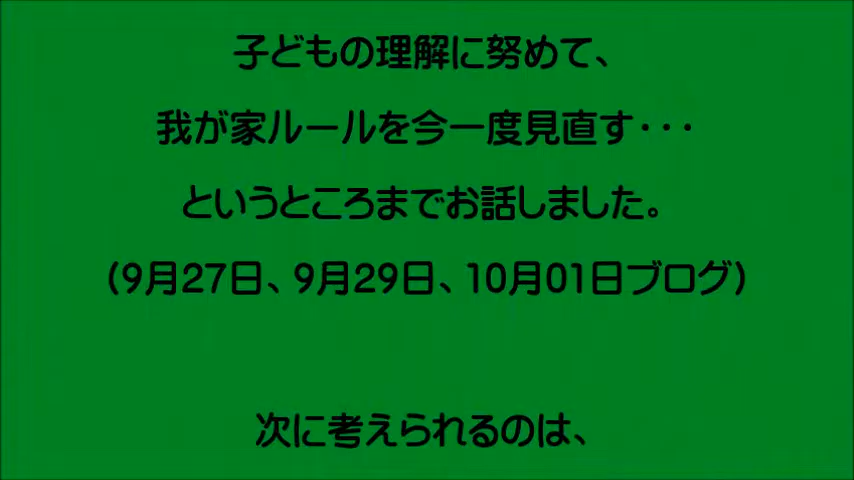 子どもの理解に努めて、
我が家ルールを今一度見直す･･･
というところまでお話しました。
(9月27日、9月29日、10月01日ブログ)
次に考えられるのは、